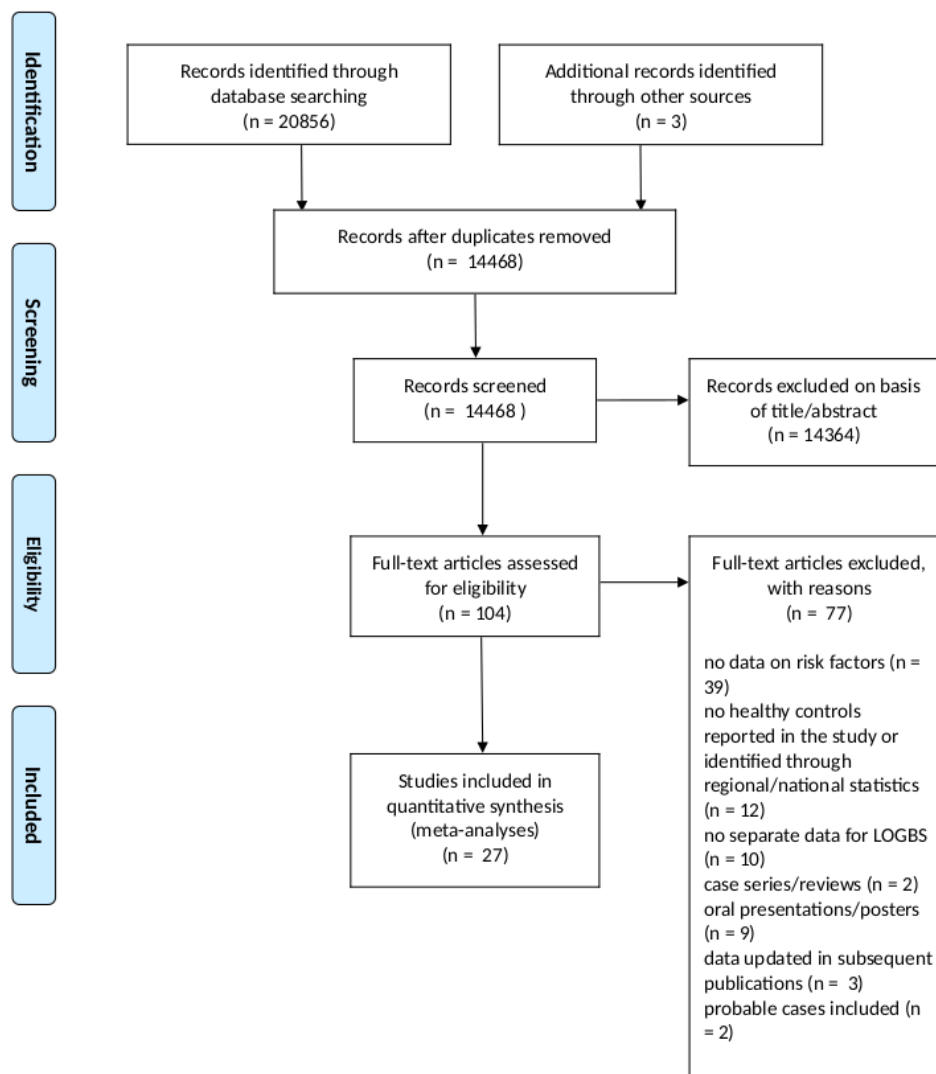 Identification
Records identified through
database searching
(n = 20856)
Additional records identified
through other sources
(n = 3)
Records after duplicates removed
(n =  14468)
Screening
Records screened
(n =  14468 )
Records excluded on basis
of title/abstract
(n = 14364)
Eligibility
Full-text articles assessed
for eligibility
(n = 104)
Full-text articles excluded,
with reasons
(n =  77)
no data on risk factors (n =
39)
no healthy controls
reported in the study or
identified through
regional/national statistics
(n = 12)
no separate data for LOGBS
(n = 10)
case series/reviews (n = 2)
oral presentations/posters
(n = 9)
data updated in subsequent
publications (n =  3)
probable cases included (n
= 2)
Included
Studies included in
quantitative synthesis
(meta-analyses)
(n =  27)